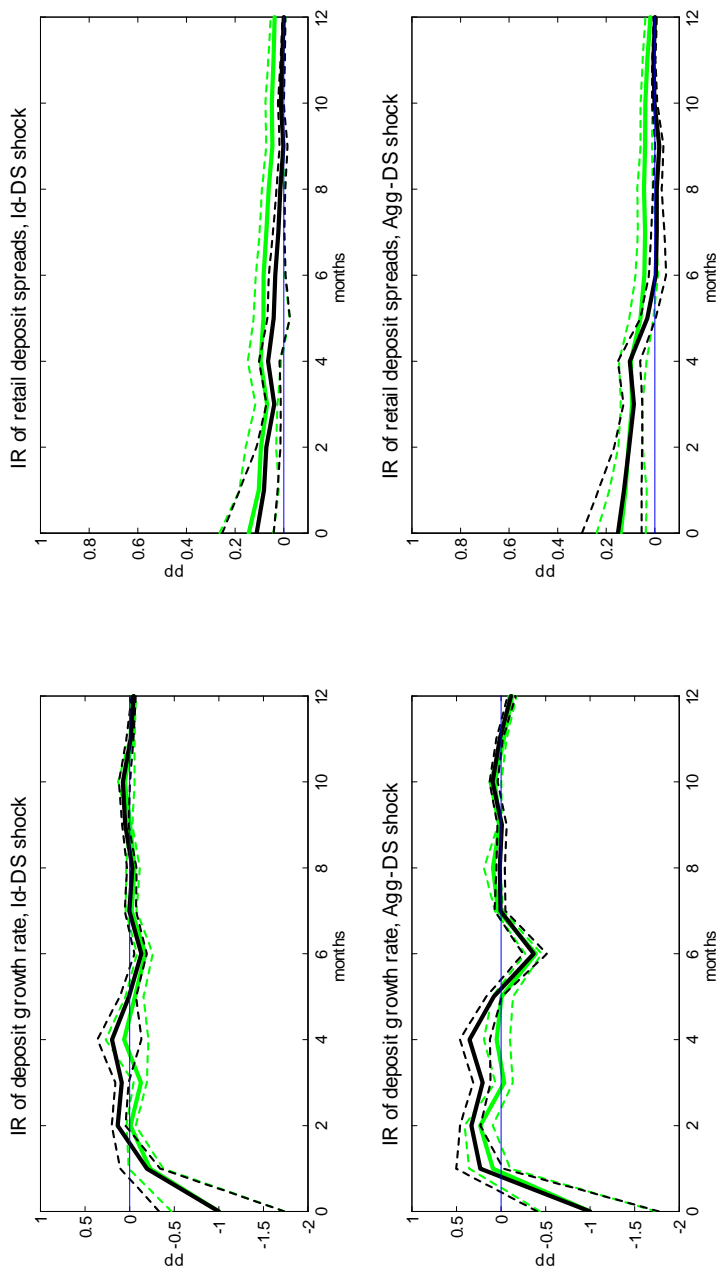 IR of deposit growth rate, Id-DS shock
1
0.5
0
-0.5
-1
-1.5
-2
pp
0 2 4 6 8 10 12
months
IR of retail deposit spreads, Id-DS shock
1
0.8
0.6
0.4
0.2
0
pp
0 2 4 6 8 10 12
months
IR of deposit growth rate, Agg-DS shock
1
0.5
0
-0.5
-1
-1.5
-2
pp
0 2 4 6 8 10 12
months
IR of retail deposit spreads, Agg-DS shock
1
0.8
0.6
0.4
0.2
0
pp
0 2 4 6 8 10 12
months